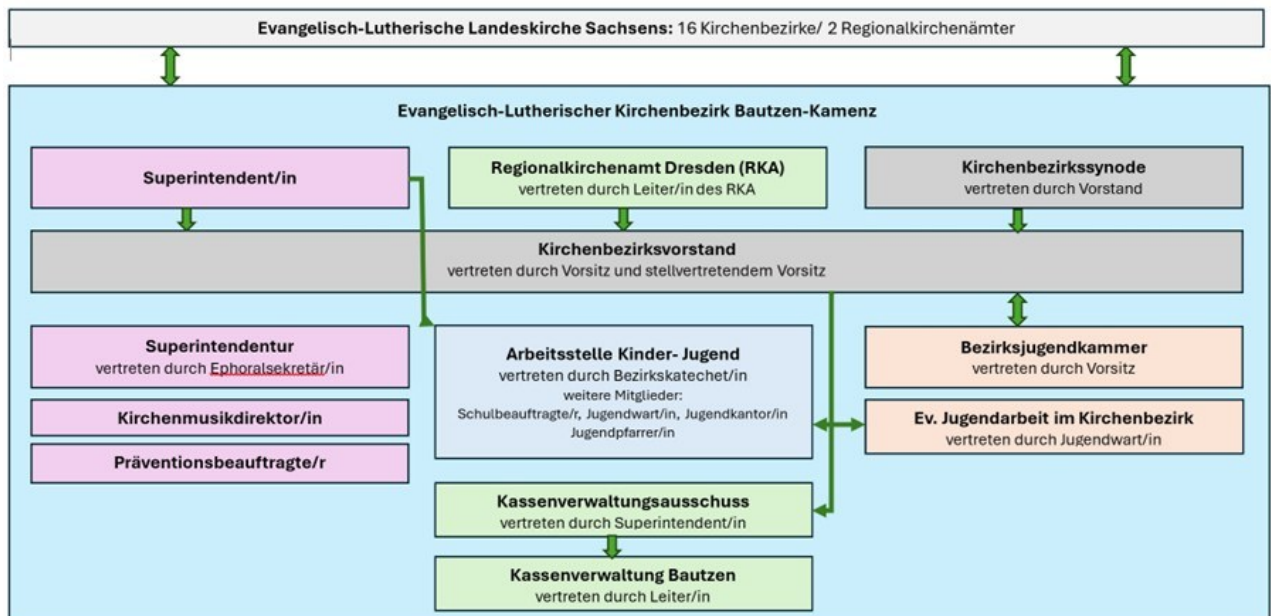 Evangelisch-Lutherische Landeskirche Sachsens: 16 Kirchenbezirke/ 2 Regionalkirchenämter
Evangelisch-Lutherischer Kirchenbezirk Bautzen-Kamenz
Superintendent/in
Regionalkirchenamt Dresden (RKA)
vertreten durch Leiter/in des RKA
Kirchenbezirkssynode
vertreten durch Vorstand
Kirchenbezirksvorstand
vertreten durch Vorsitz und stellvertretendem Vorsitz
Superintendentur
vertreten durch Ephoralsekretär/in
Kirchenmusikdirektor/in
Präventionsbeauftragte/r
Arbeitsstelle Kinder- Jugend
vertreten durch Bezirkskatechet/in
weitere Mitglieder:
Schulbeauftragte/r, Jugendwart/in, Jugendkantor/in
Jugendpfarrer/in
Bezirksjugendkammer
vertreten durch Vorsitz
Ev. Jugendarbeit im Kirchenbezirk
vertreten durch Jugendwart/in
Kassenverwaltungsausschuss
vertreten durch Superintendent/in
Kassenverwaltung Bautzen
vertreten durch Leiter/in